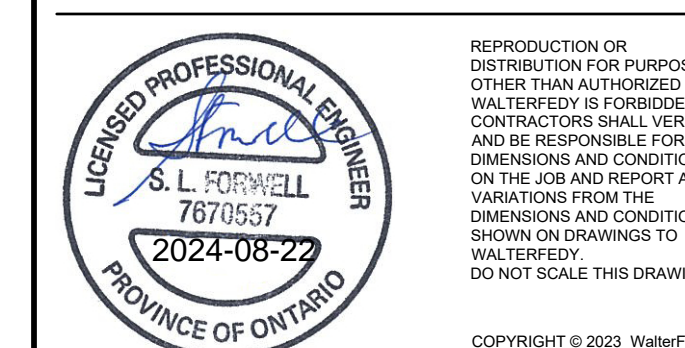 LICENSED PROFESSIONAL ENGINEER
S. L. FORWELL
7670557
2024-08-22
PROVINCE OF ONTARIO
REPRODUCTION OR
DISTRIBUTION FOR PURPOS
OTHER THAN AUTHORIZED
WALTERFEDY IS FORBIDDE
CONTRACTORS SHALL VER
AND BE RESPONSIBLE FOR
DIMENSIONS AND CONDITIO
ON THE JOB AND REPORT A
VARIATIONS FROM THE
DIMENSIONS AND CONDITIO
SHOWN ON DRAWINGS TO
WALTERFEDY.
DO NOT SCALE THIS DRAWI
COPYRIGHT © 2023 WalterF